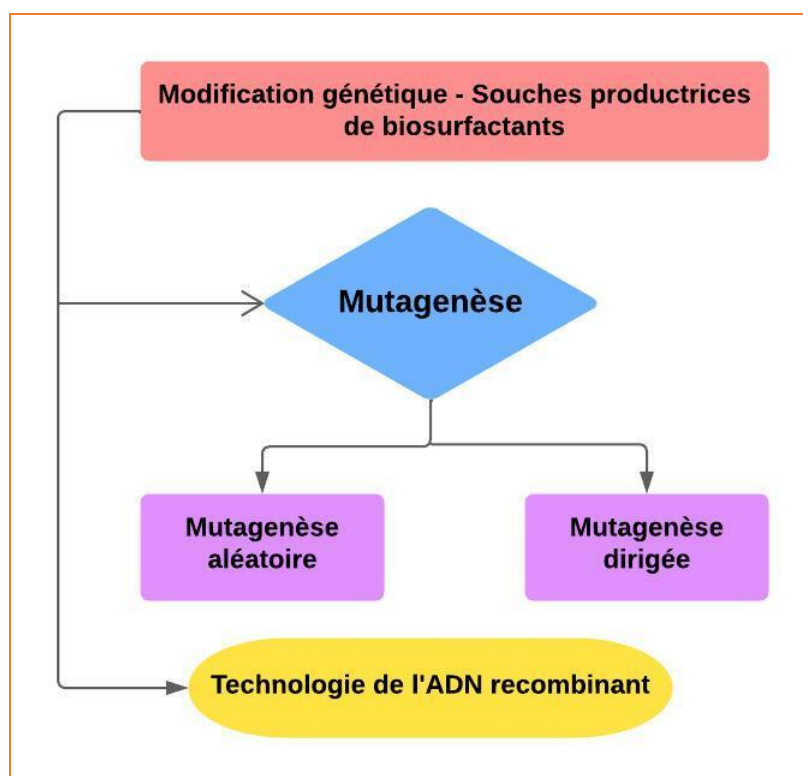 Modification génétique - Souches productrices
de biosurfactants
Mutagenèse
Mutagenèse
aléatoire
Mutagenèse
dirigée
Technologie de l'ADN recombinant